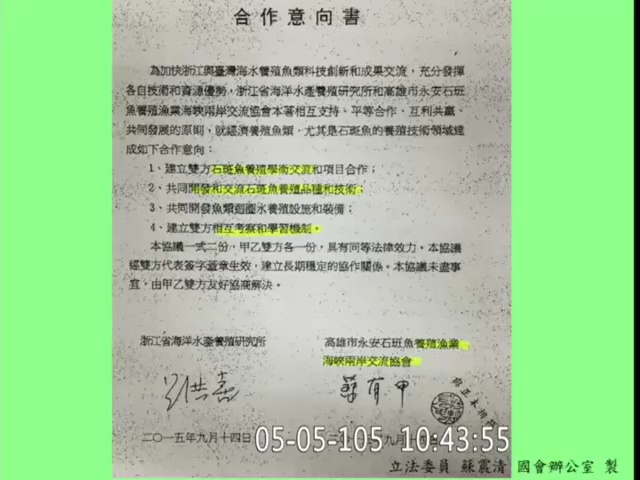 合作意向書
為加快浙江與臺灣海水養殖魚類科技創新和成果交流，充分發揮
各自技術和資源優勢，浙江省海洋水產養殖研究所和高雄市永安石斑
魚養殖漁業海峽兩岸交流協會本著相互支持、平等合作、互利共贏、
共同發展的原則，就經濟養殖魚類，尤其是石斑魚的養殖技術領域達
成如下合作意向：
1、建立雙方石斑魚養殖學術交流和項目合作；
2、共同開發和交流石斑魚養殖品種和技術；
3、共同開發魚類迴圈水養殖設施和裝備；
4、建立雙方相互考察和學習機制。
本協議一式二份，甲乙雙方各一份，具有同等法律效力。本協議
經雙方代表簽字蓋章生效，建立長期穩定的協作關係。本協議未盡事
宜，由甲乙雙方友好協商解決。
浙江省海洋水產養殖研究所
高雄市永安石斑魚養殖漁業
海峽兩岸交流協會
二〇一五年九月十四日
05-05-105 10:43:55
立法委員 蘇震清 國會辦公室 製